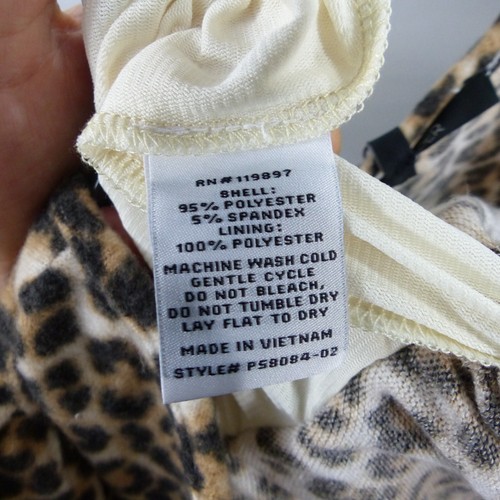 RN# 119897
SHELL:
95% POLYESTER
5% SPANDEX
LINING:
100% POLYESTER
MACHINE WASH COLD
GENTLE CYCLE
DO NOT BLEACH,
DO NOT TUMBLE DRY
LAY FLAT TO DRY
MADE IN VIETNAM
STYLE# PS8084-02